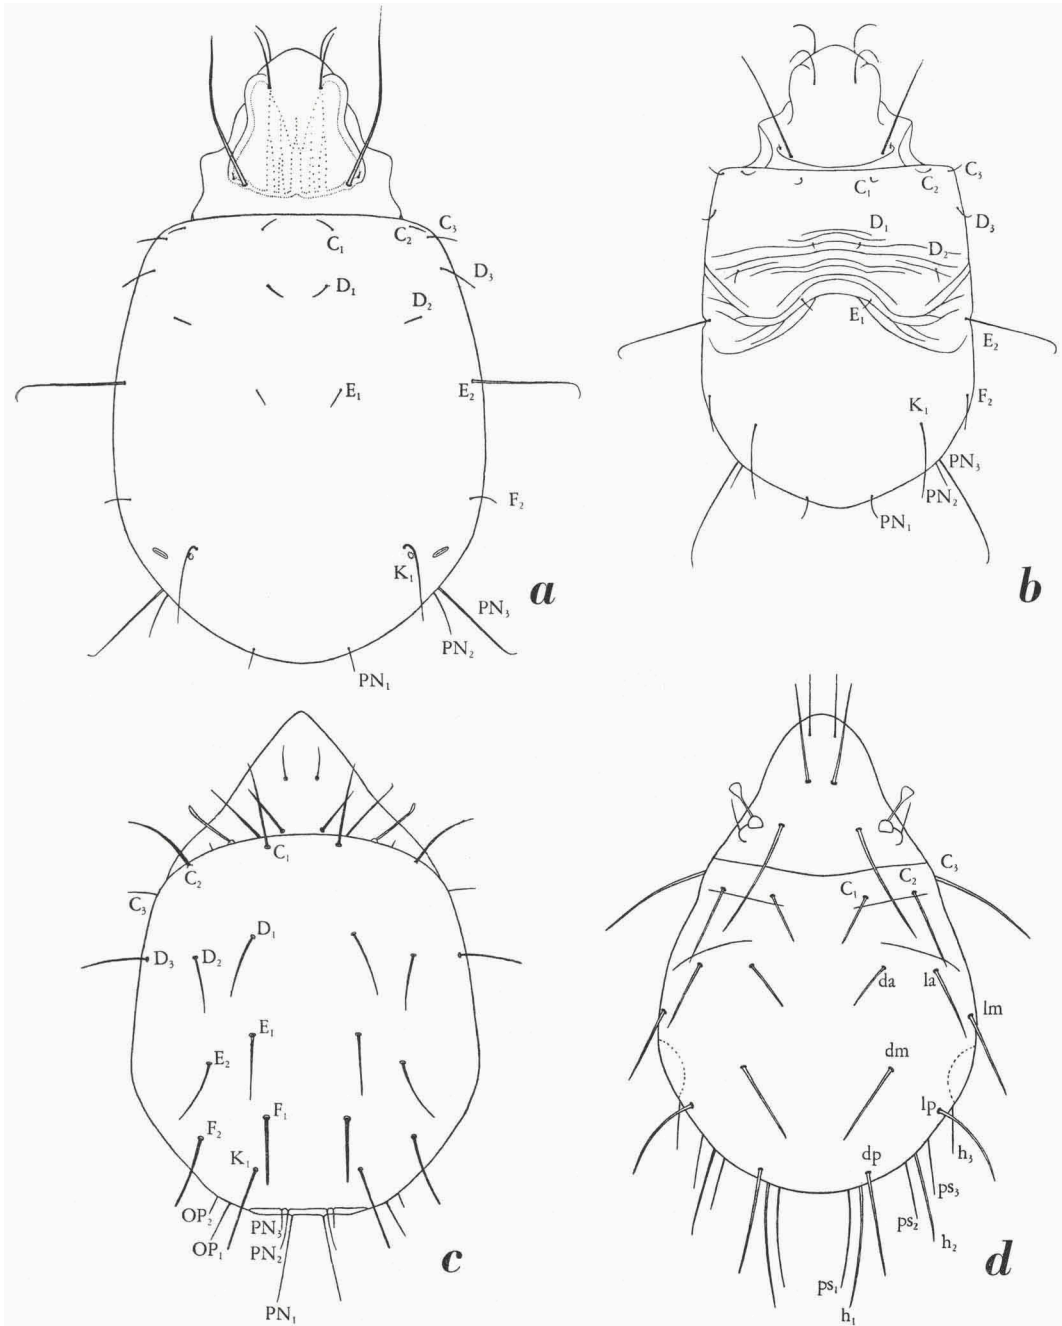 C₁
C₂
C₃
D₁
D₂
D₃
E₁
E₂
F₂
K₁
PN₃
PN₂
PN₁
a
C₁
C₂
C₃
D₁
D₂
D₃
E₁
E₂
F₂
K₁
PN₃
PN₂
PN₁
b
C₁
C₂
C₃
D₁
D₃
D₂
E₁
E₂
F₁
F₂
K₁
OP₂
OP₁
PN₃
PN₂
PN₁
c
C₃
C₂
C₁
da
la
lm
dm
lp
h₃
dp
ps₃
ps₂
h₂
ps₁
h₁
d